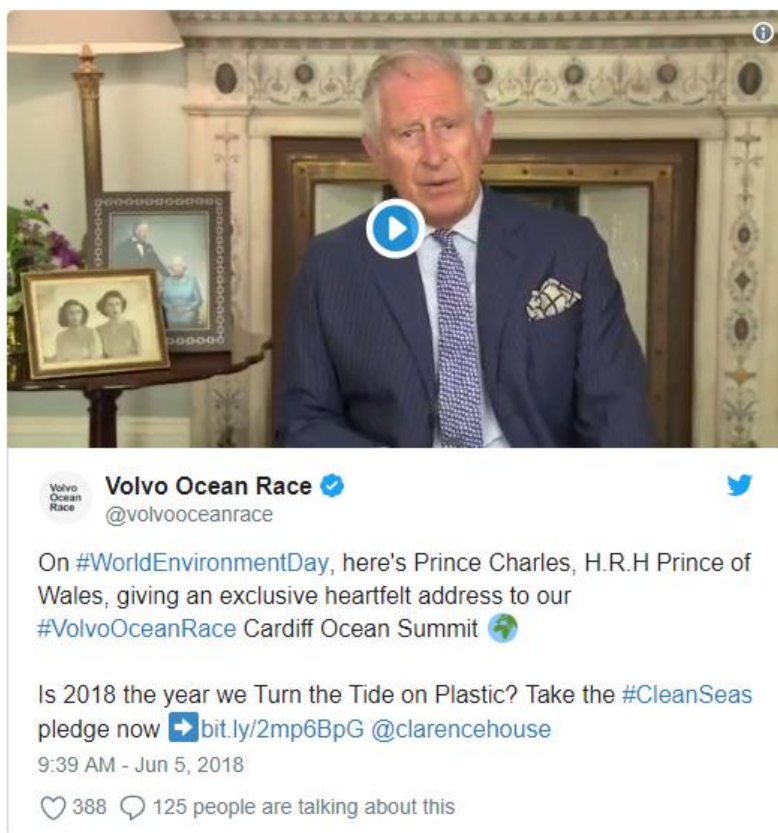 Volvo
Ocean
Race
Volvo Ocean Race
@volvooceanrace
On #WorldEnvironmentDay, here's Prince Charles, H.R.H Prince of
Wales, giving an exclusive heartfelt address to our
#VolvoOceanRace Cardiff Ocean Summit 🌍
Is 2018 the year we Turn the Tide on Plastic? Take the #CleanSeas
pledge now ➡bit.ly/2mp6BpG @clarencehouse
9:39 AM - Jun 5, 2018
388 125 people are talking about this